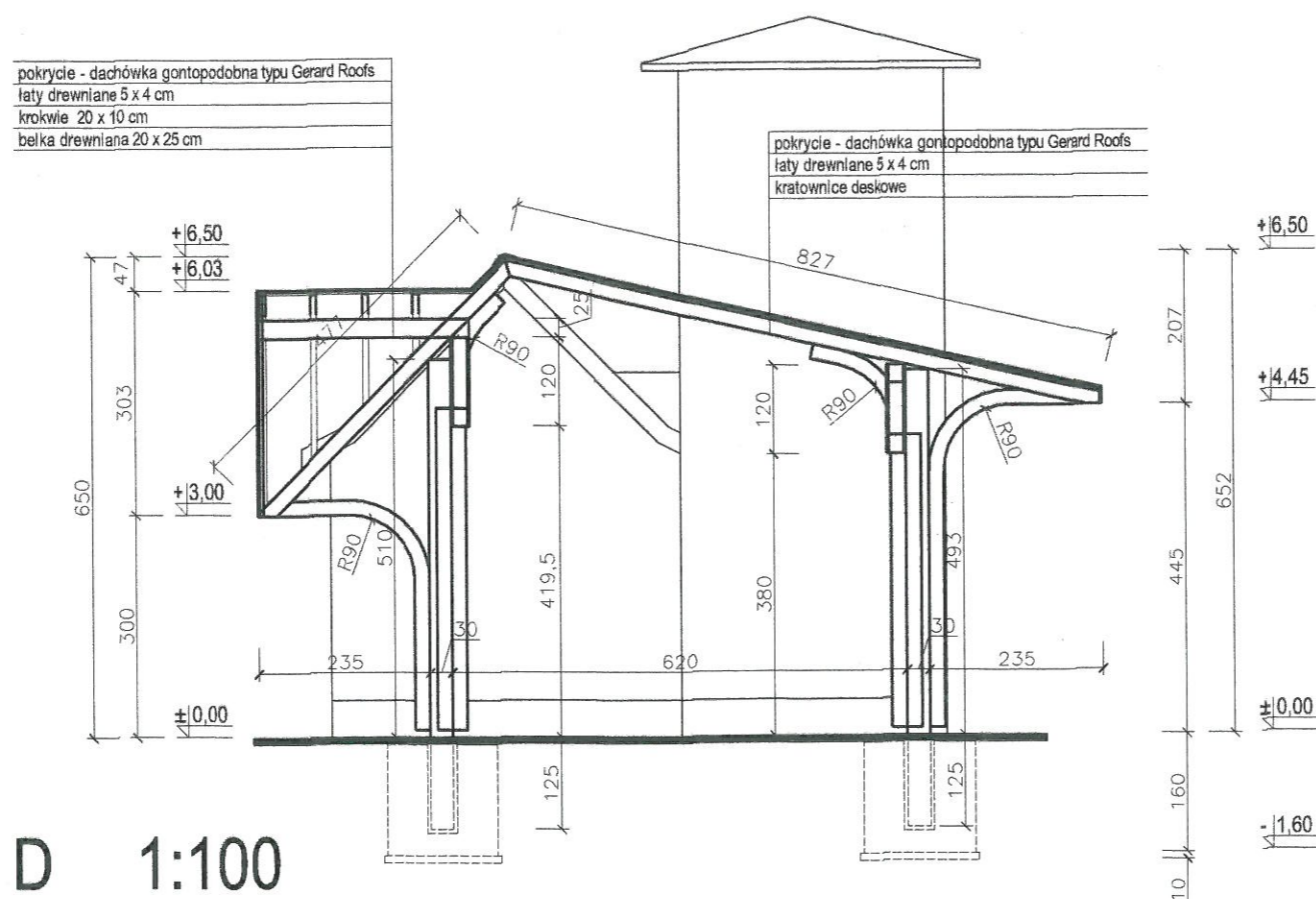 pokrycie - dachówka gontopodobna typu Gerard Roofs
łaty drewniane 5 x 4 cm
krokwie 20 x 10 cm
belka drewniana 20 x 25 cm
pokrycie - dachówka gontopodobna typu Gerard Roofs
łaty drewniane 5 x 4 cm
kratownice deskowe
+6,50
+6,03
47
+6,50
827
477
25
R90
207
+4,45
303
120
R90
120
R90
650
+3,00
R90
510
419,5
380
493
445
652
300
30
30
235
620
235
±0,00
±0,00
125
125
160
-1,60
10
D 1:100